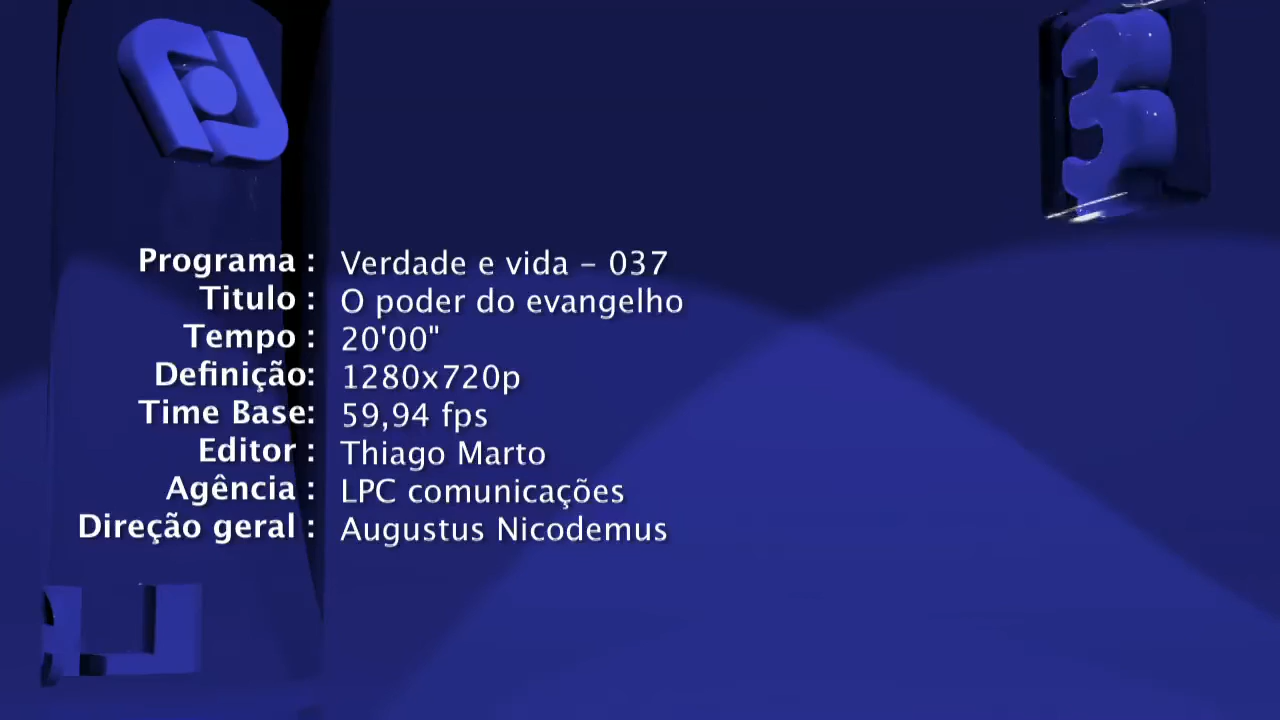 3
Programa : Verdade e vida - 037
Titulo : O poder do evangelho
Tempo : 20'00"
Definição: 1280x720p
Time Base: 59,94 fps
Editor : Thiago Marto
Agência : LPC comunicações
Direção geral : Augustus Nicodemus